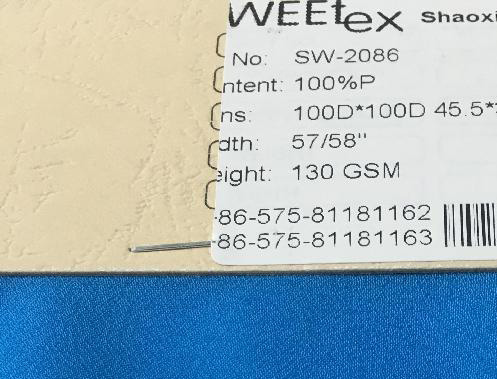 WEEtex Shaoxi
No: SW-2086
ntent: 100%P
ns: 100D*100D 45.5*
dth: 57/58"
eight: 130 GSM
86-575-81181162
-86-575-81181163